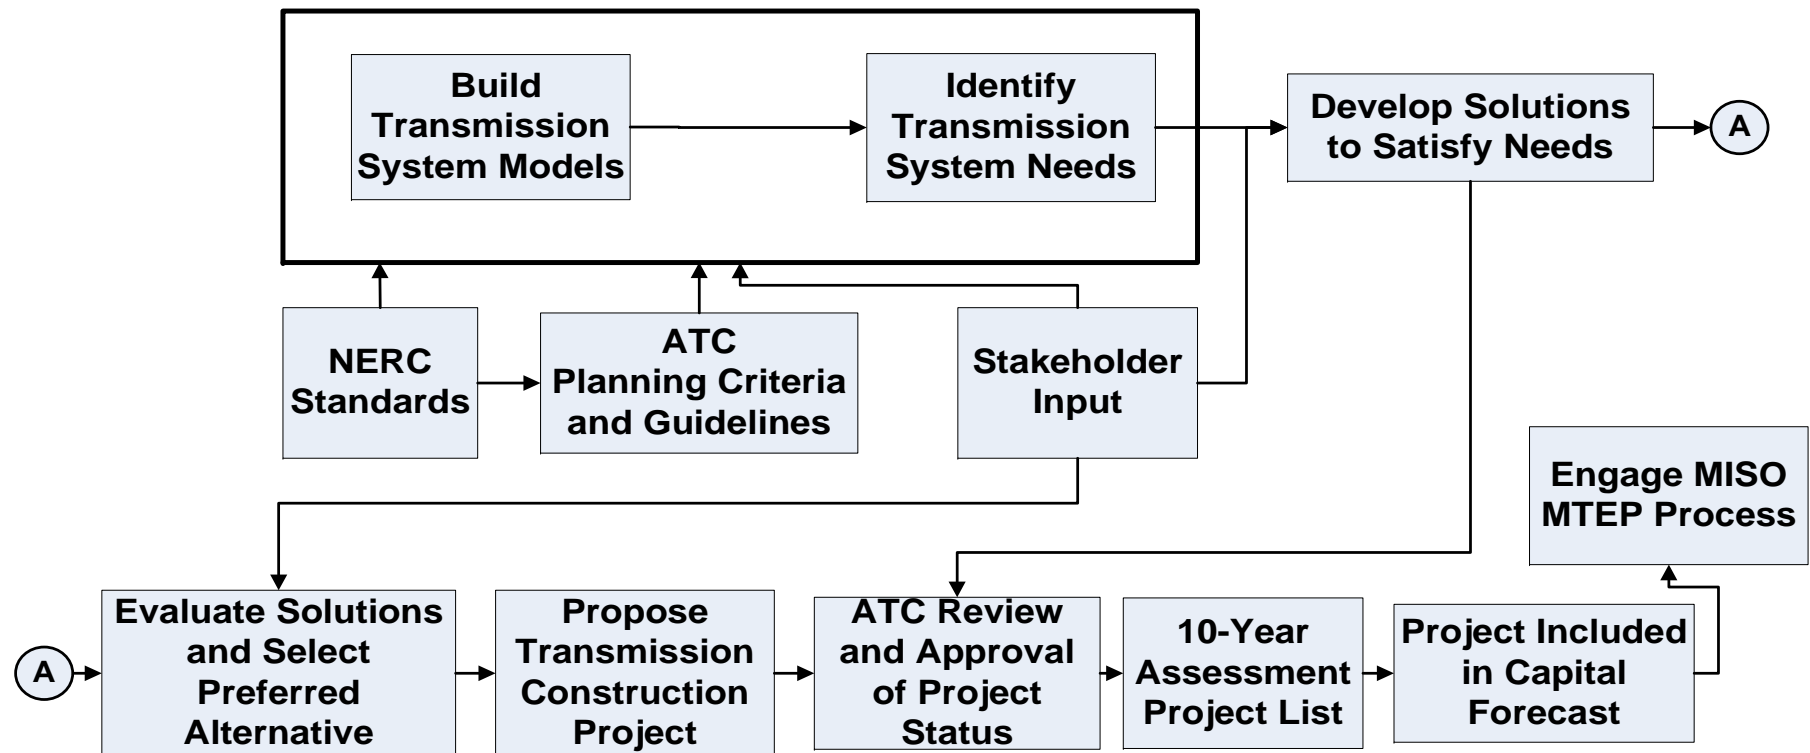 Build
Transmission
System Models
Identify
Transmission
System Needs
Develop Solutions
to Satisfy Needs
A
NERC
Standards
ATC
Planning Criteria
and Guidelines
Stakeholder
Input
Engage MISO
MTEP Process
A
Evaluate Solutions
and Select
Preferred
Alternative
Propose
Transmission
Construction
Project
ATC Review
and Approval
of Project
Status
10-Year
Assessment
Project List
Project Included
in Capital
Forecast